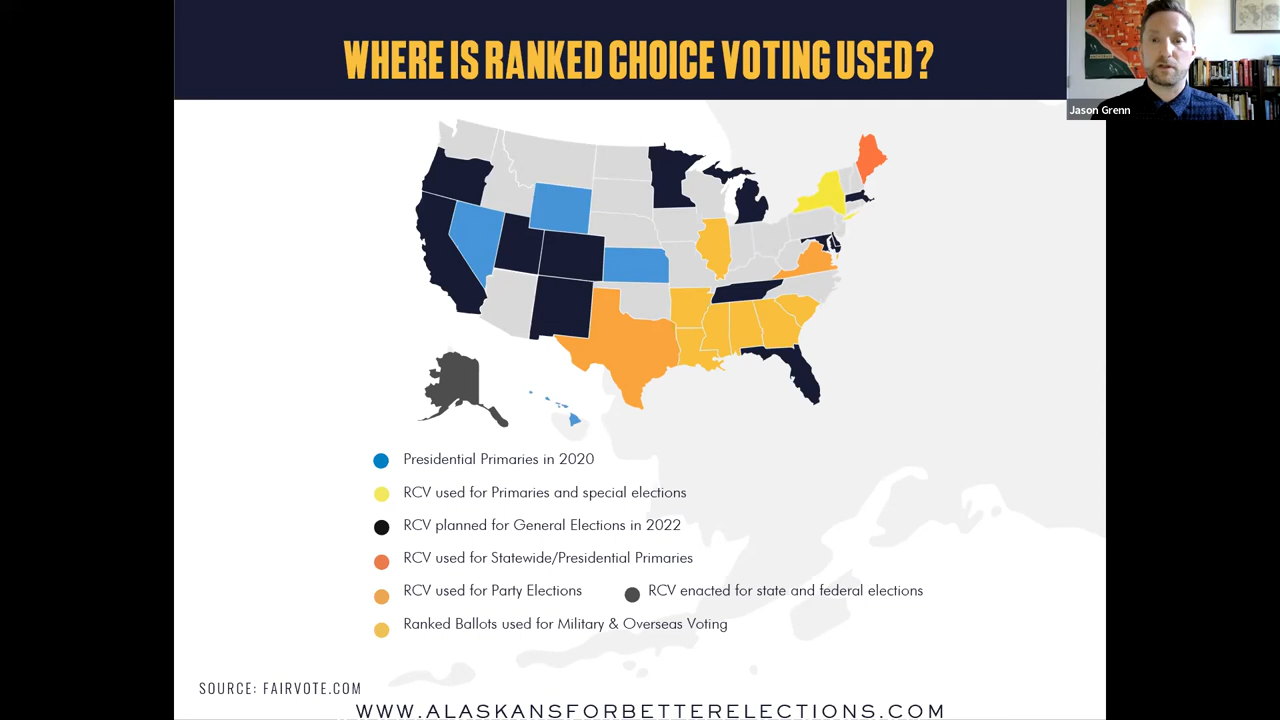 WHERE IS RANKED CHOICE VOTING USED?
Jason Grenn
Presidential Primaries in 2020
RCV used for Primaries and special elections
RCV planned for General Elections in 2022
RCV used for Statewide/Presidential Primaries
RCV used for Party Elections
RCV enacted for state and federal elections
Ranked Ballots used for Military & Overseas Voting
SOURCE: FAIRVOTE.COM
WWW.ALASKANSFORBETTERELECTIONS.COM